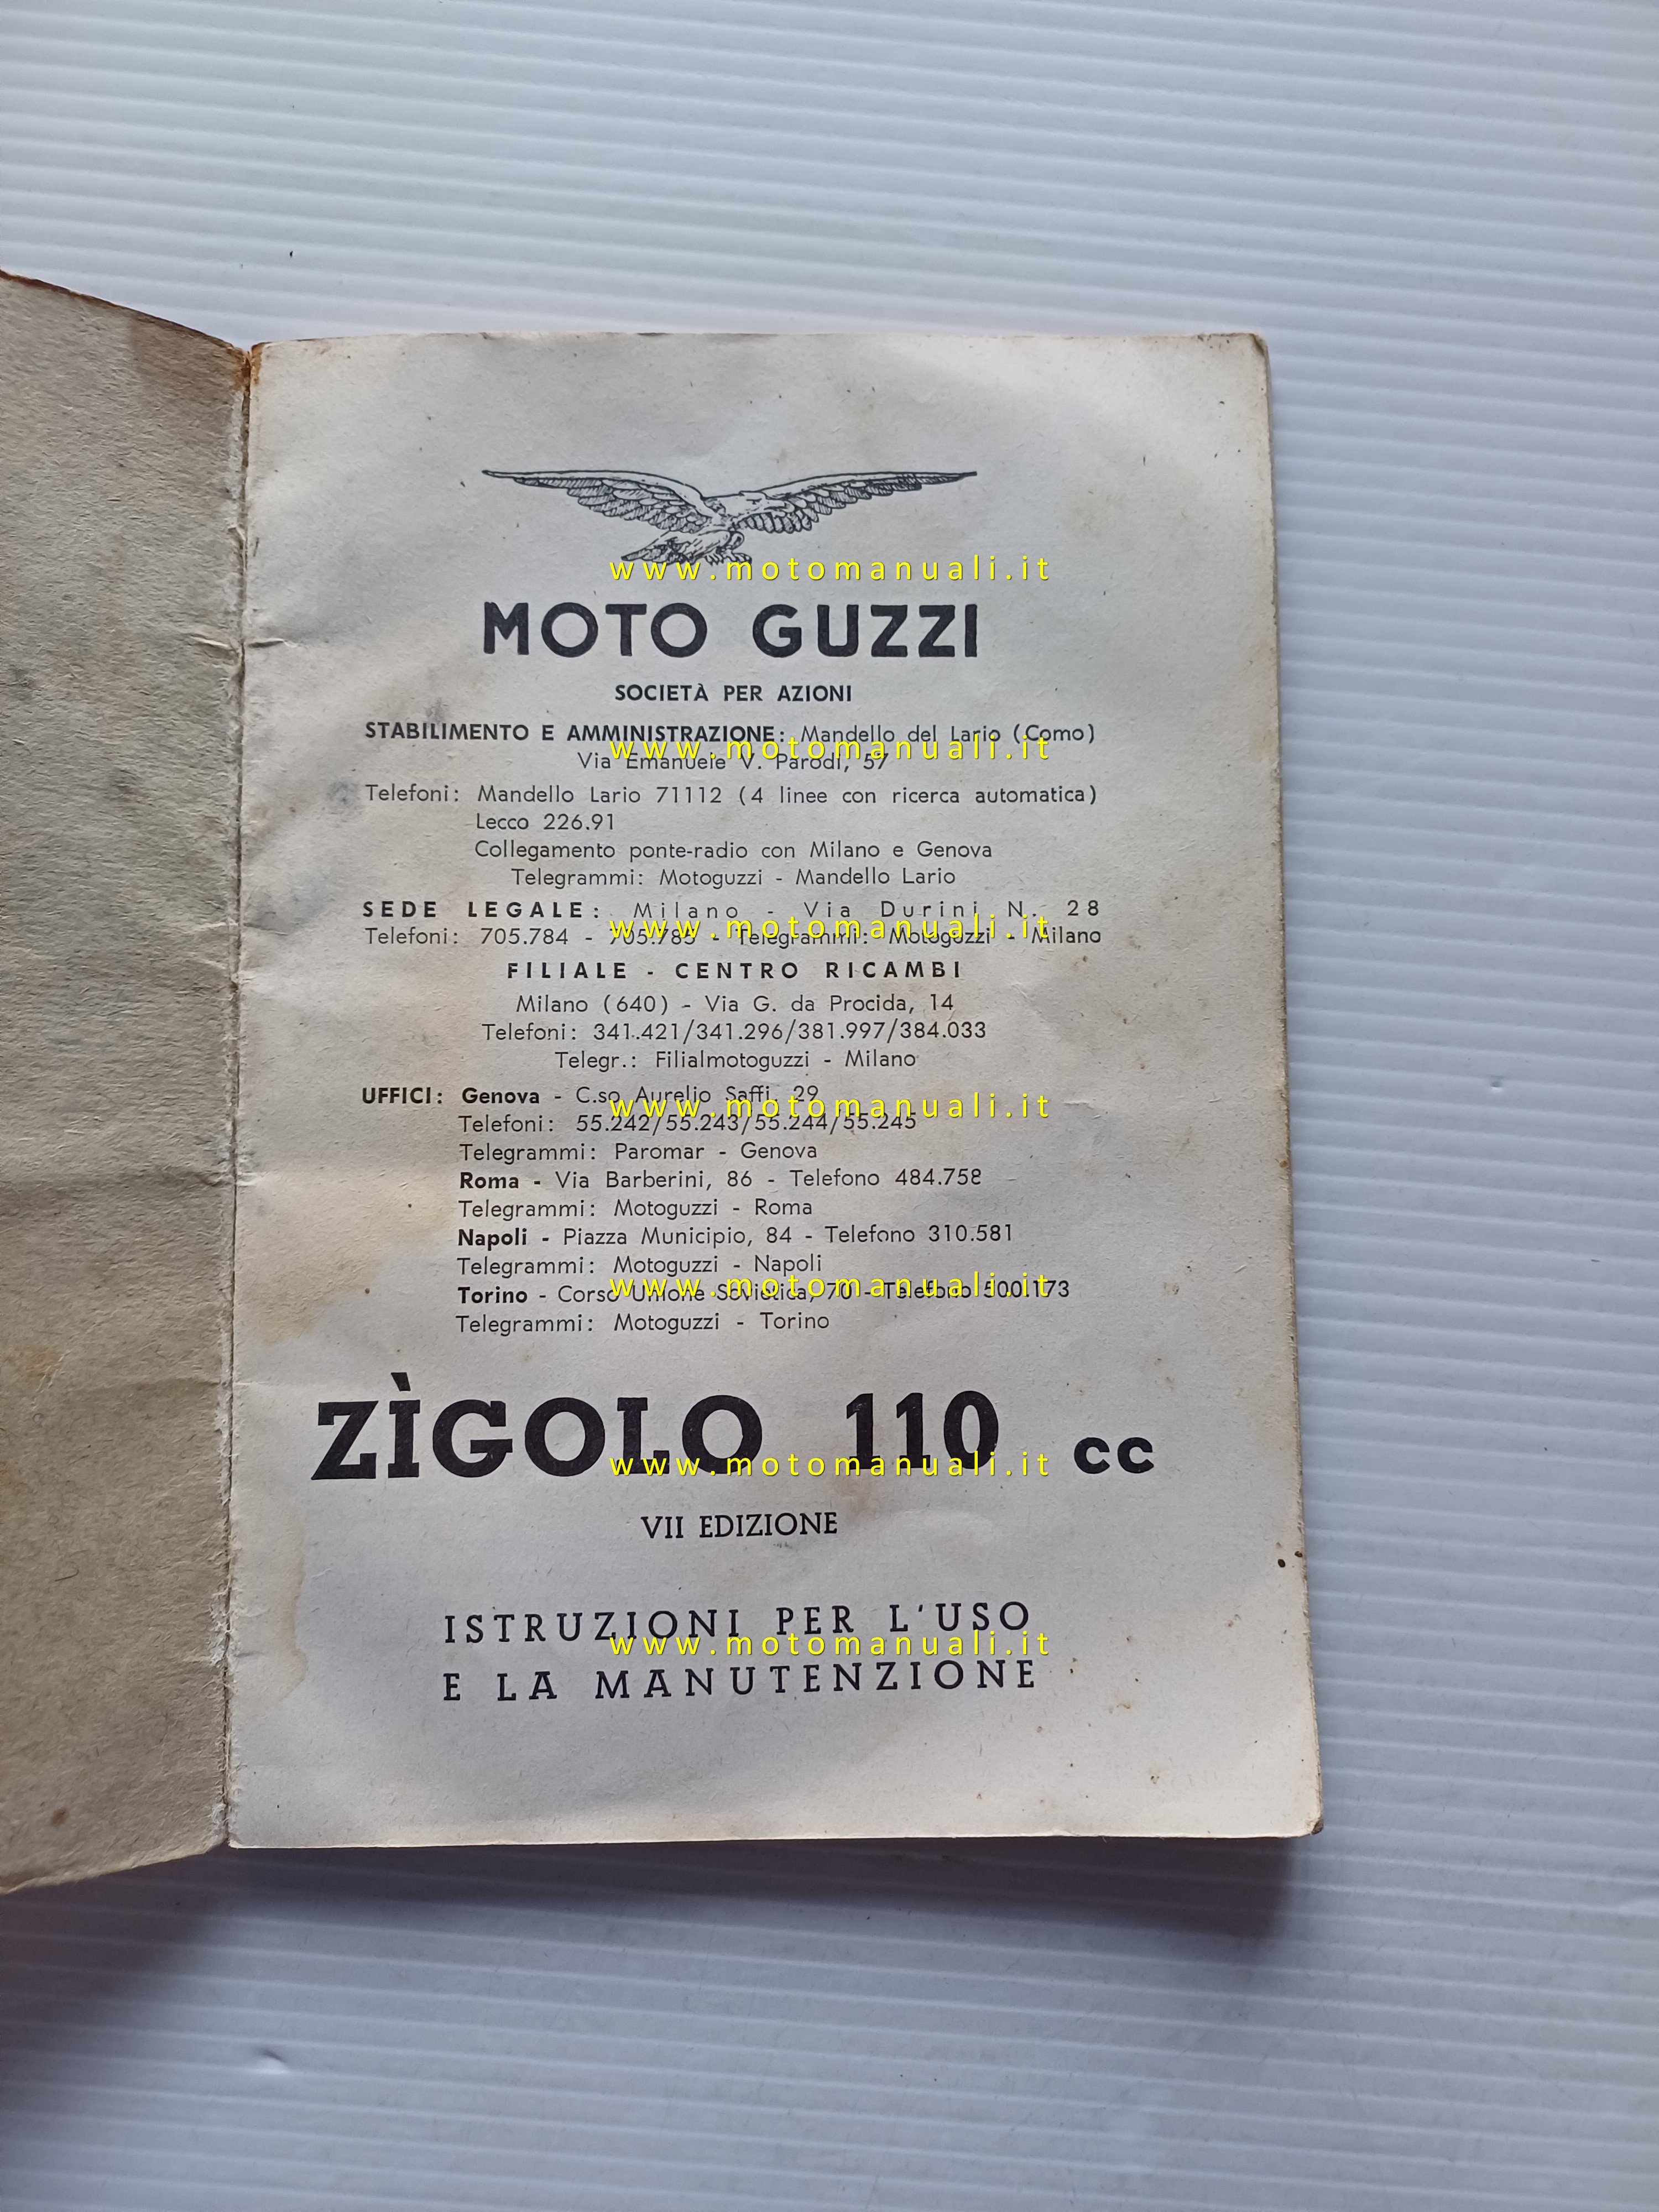 www.motomanuali.it
MOTO GUZZI
SOCIETÀ PER AZIONI
STABILIMENTO E AMMINISTRAZIONE: Mandello del Lario (Como)
www.motomanuali.it
Via Emanuele V. Parodi, 57
Telefoni: Mandello Lario 71112 (4 linee con ricerca automatica)
Lecco 226.91
Collegamento ponte-radio con Milano e Genova
Telegrammi: Motoguzzi - Mandello Lario
SEDE LEGALE: Milano - Via Durini N. 28
www.motomanuali.it
Telefoni: 705.784 - 705.785 - Telegrammi: Motoguzzi - Milano
FILIALE - CENTRO RICAMBI
Milano (640) - Via G. da Procida, 14
Telefoni: 341.421/341.296/381.997/384.033
Telegr.: Filialmotoguzzi - Milano
UFFICI: Genova - C.so Aurelio Saffi, 29
www.motomanuali.it
Telefoni: 55.242/55.243/55.244/55.245
Telegrammi: Paromar - Genova
Roma - Via Barberini, 86 - Telefono 484.758
Telegrammi: Motoguzzi - Roma
Napoli - Piazza Municipio, 84 - Telefono 310.581
Telegrammi: Motoguzzi - Napoli
www.motomanuali.it
Torino - Corso Unione Sovietica, 70 - Telefono 500.173
Telegrammi: Motoguzzi - Torino
ZÌGOLO 110 cc
www.motomanuali.it
VII EDIZIONE
ISTRUZIONI PER L'USO
www.motomanuali.it
E LA MANUTENZIONE